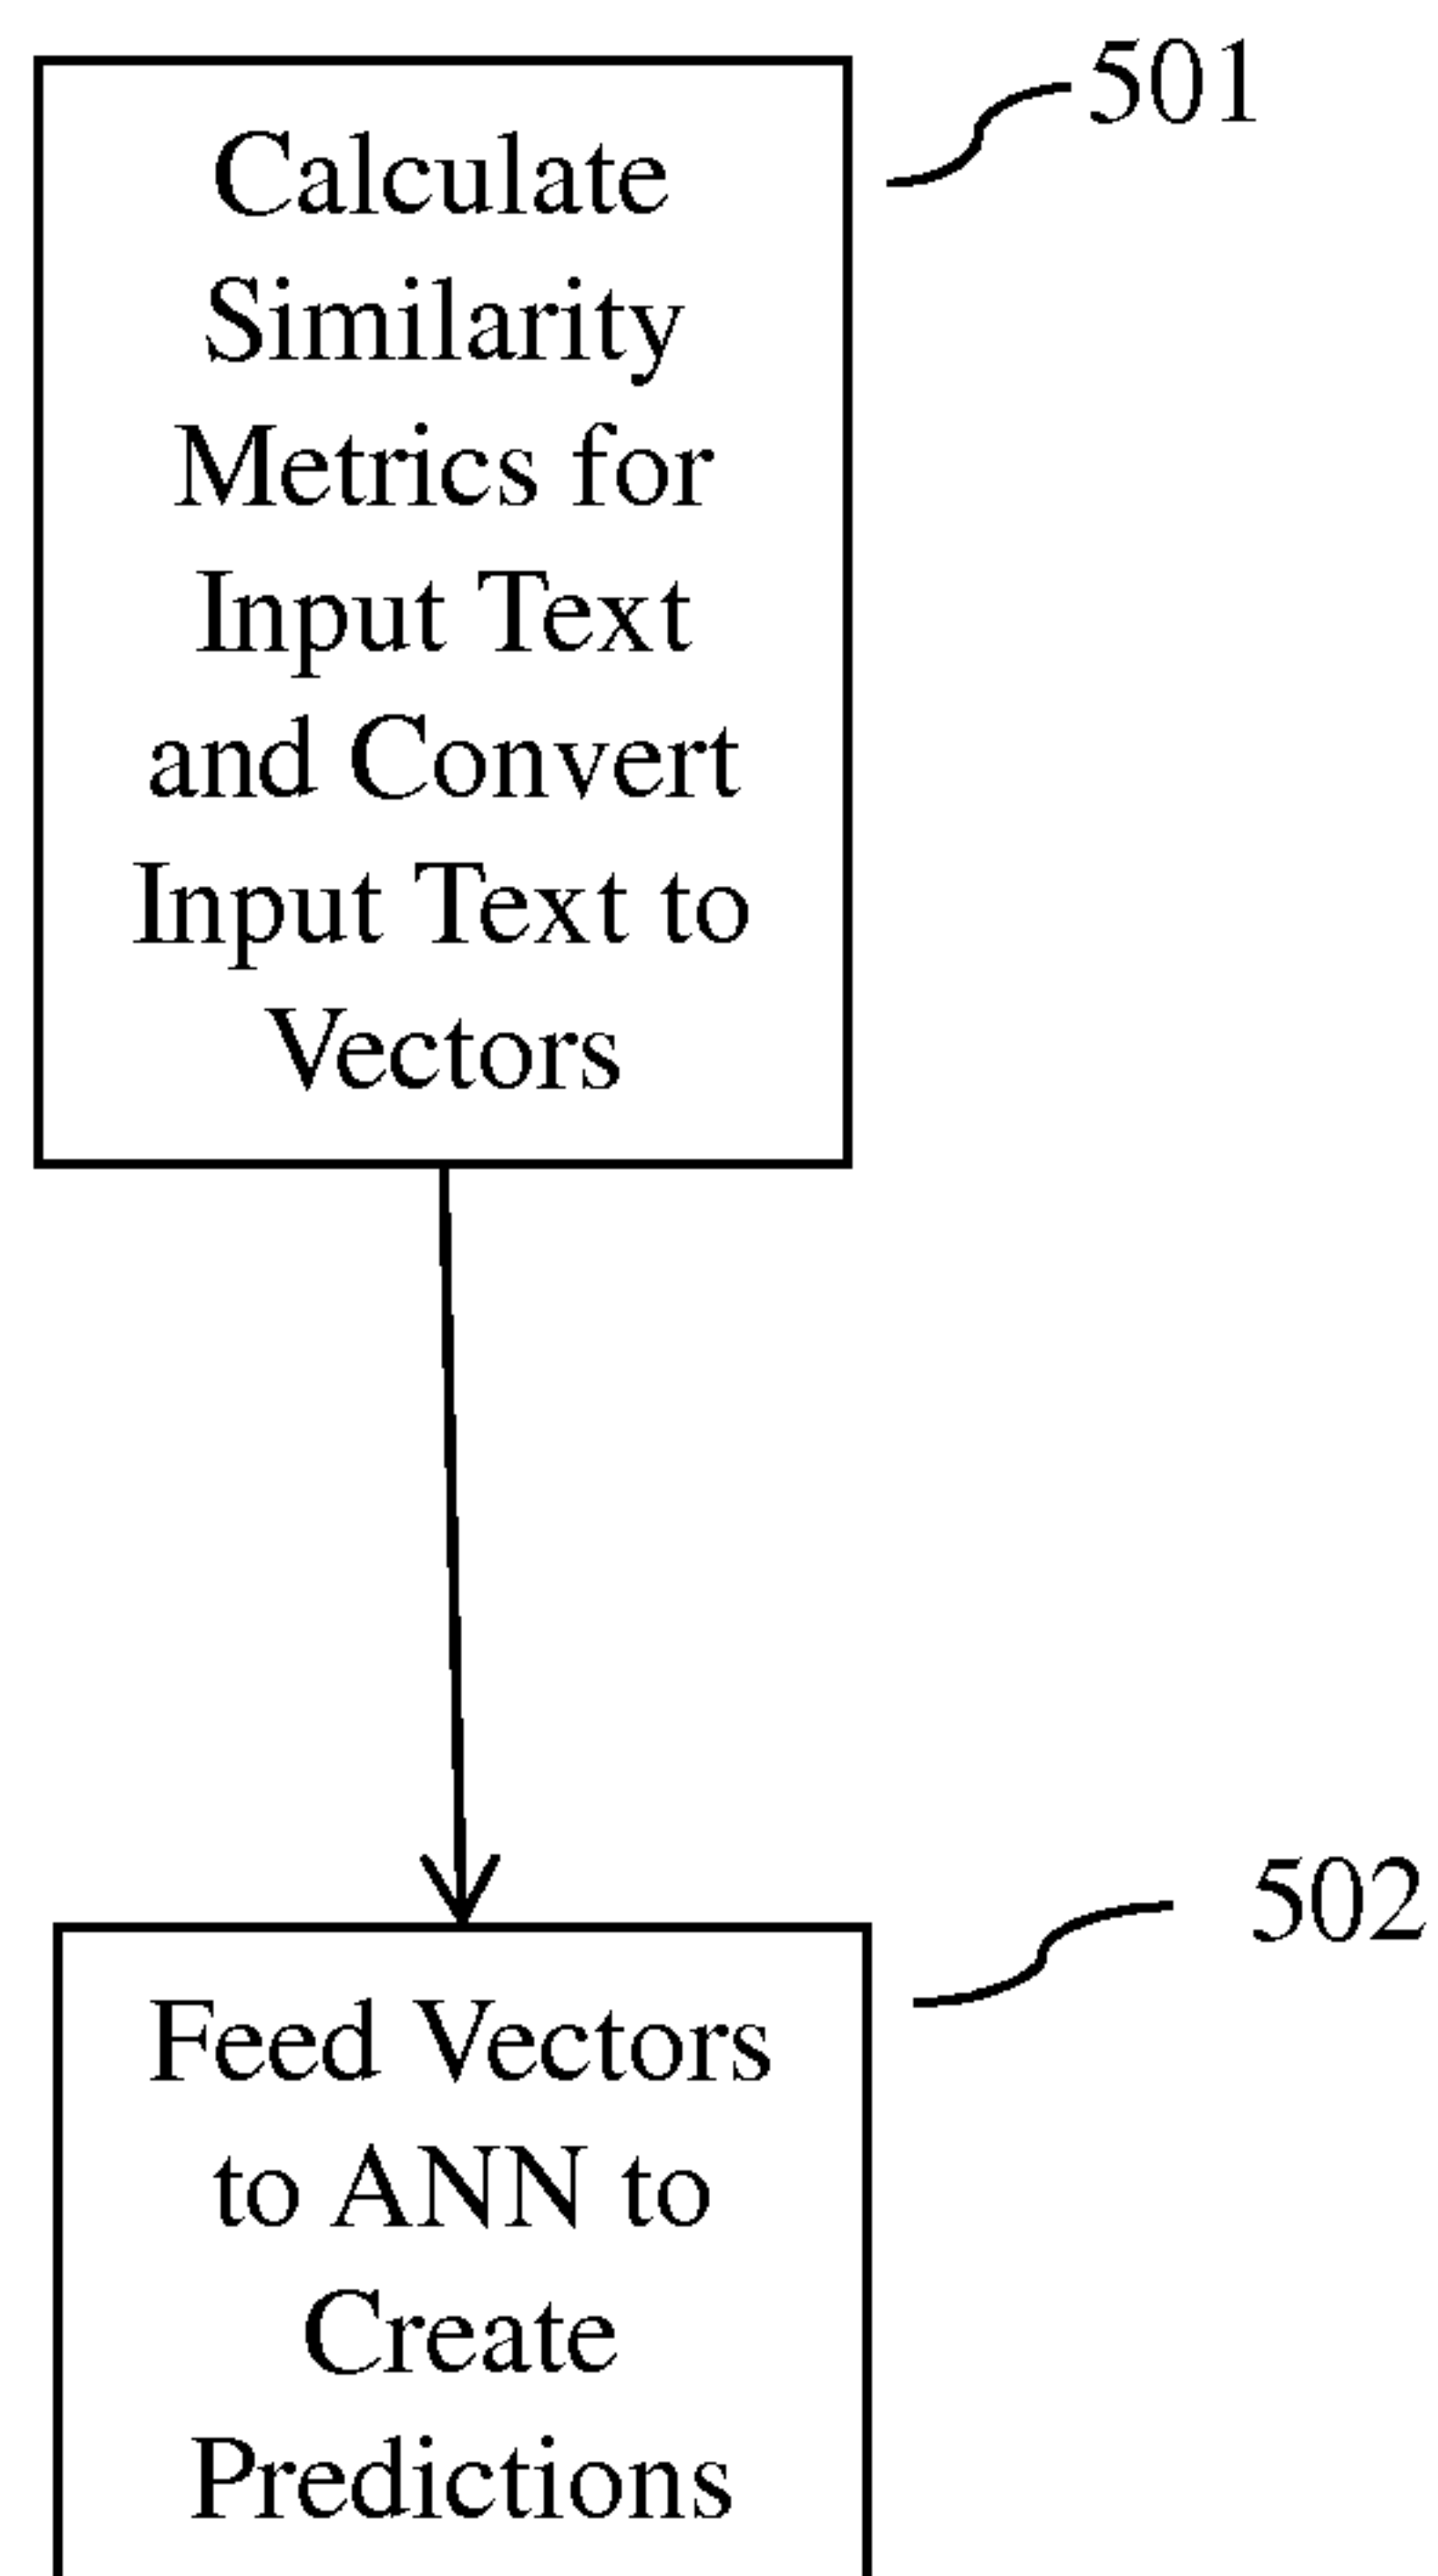 501
Calculate
Similarity
Metrics for
Input Text
and Convert
Input Text to
Vectors
502
Feed Vectors
to ANN to
Create
Predictions